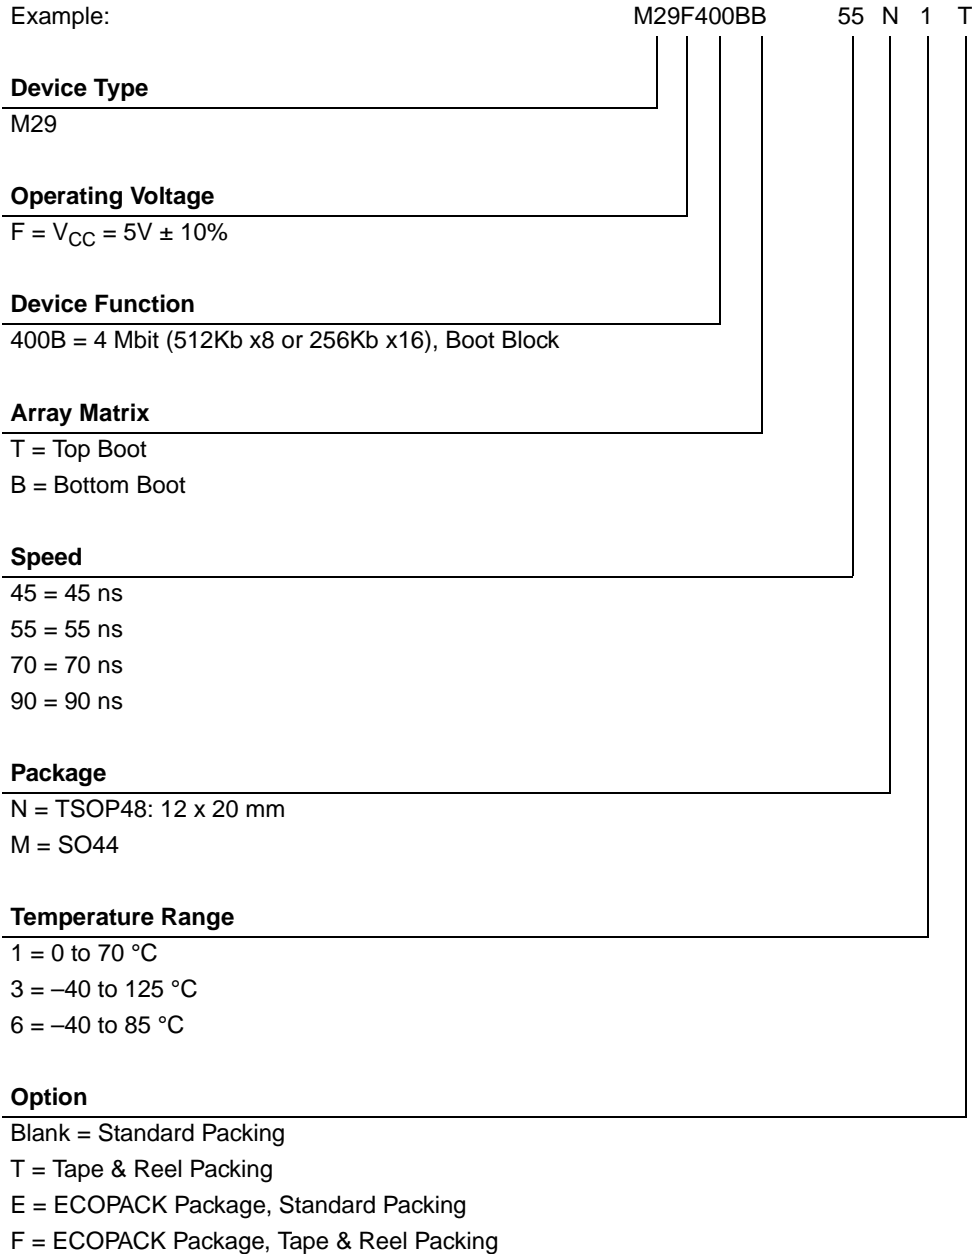 Example: M29F400BB 55 N 1 T
Device Type
M29
Operating Voltage
F = VCC = 5V ± 10%
Device Function
400B = 4 Mbit (512Kb x8 or 256Kb x16), Boot Block
Array Matrix
T = Top Boot
B = Bottom Boot
Speed
45 = 45 ns
55 = 55 ns
70 = 70 ns
90 = 90 ns
Package
N = TSOP48: 12 x 20 mm
M = SO44
Temperature Range
1 = 0 to 70 °C
3 = –40 to 125 °C
6 = –40 to 85 °C
Option
Blank = Standard Packing
T = Tape & Reel Packing
E = ECOPACK Package, Standard Packing
F = ECOPACK Package, Tape & Reel Packing